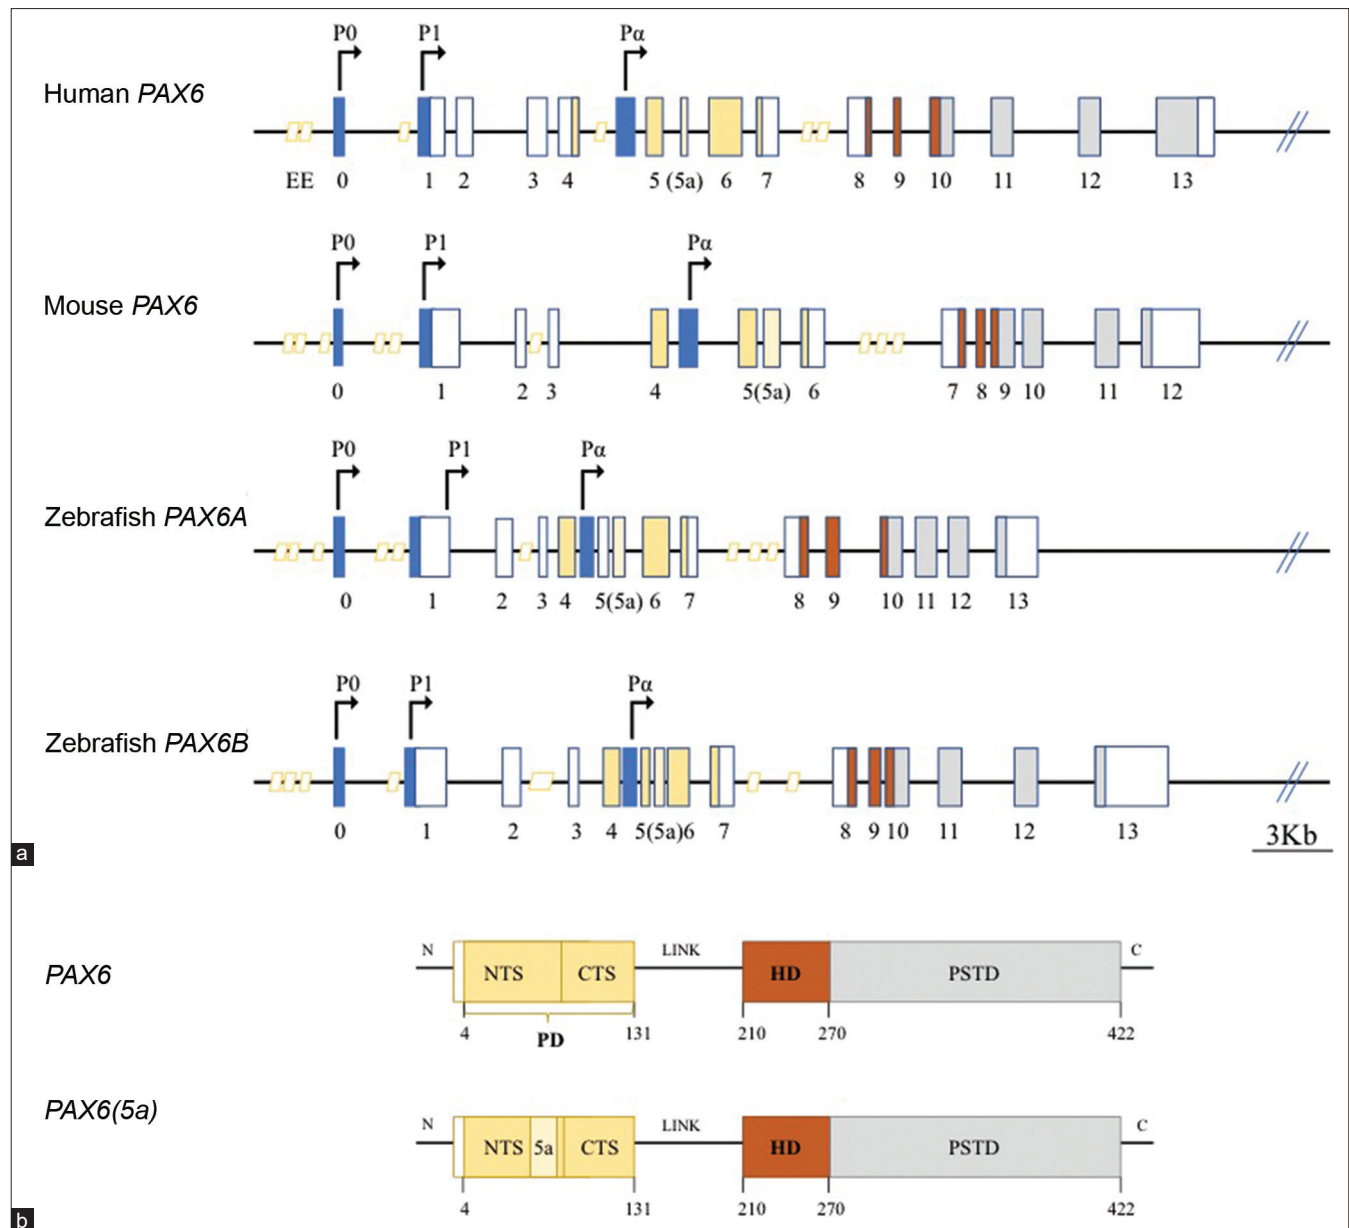 P0 P1 Pα
Human PAX6
EE 0 1 2 3 4 5 (5a) 6 7 8 9 10 11 12 13
P0 P1 Pα
Mouse PAX6
0 1 2 3 4 5(5a) 6 7 8 9 10 11 12
P0 P1 Pα
Zebrafish PAX6A
0 1 2 3 4 5(5a) 6 7 8 9 10 11 12 13
P0 P1 Pα
Zebrafish PAX6B
0 1 2 3 4 5(5a)6 7 8 9 10 11 12 13
3Kb
a
N LINK C
PAX6 NTS CTS HD PSTD
4 131 210 270 422
PD
N LINK C
PAX6(5a)
NTS 5a CTS HD PSTD
4 131 210 270 422
b